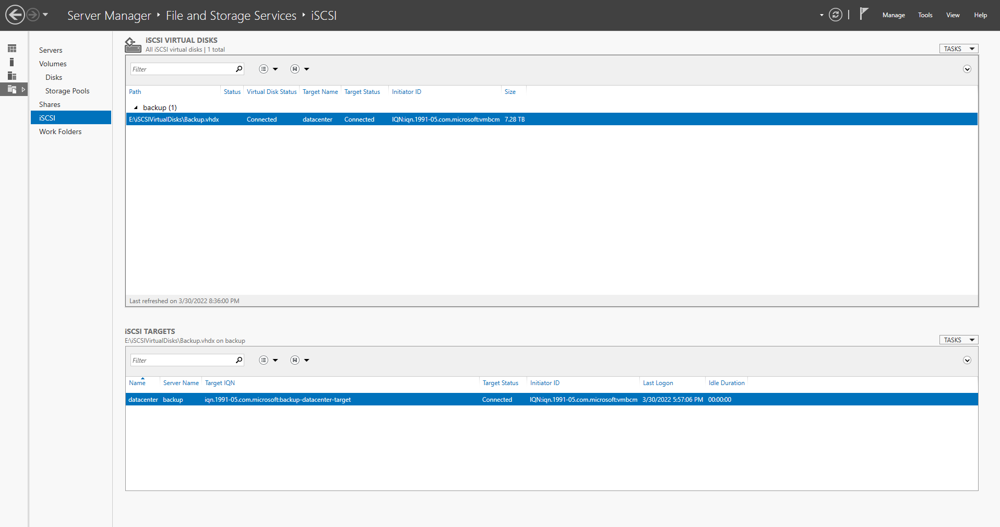 Server Manager ‣ File and Storage Services ‣ iSCSI
Manage Tools View Help
Servers
Volumes
Disks
Storage Pools
Shares
iSCSI
Work Folders
iSCSI VIRTUAL DISKS
All iSCSI virtual disks | 1 total
TASKS
Filter
Path Status Virtual Disk Status Target Name Target Status Initiator ID Size
backup (1)
E:\iSCSIVirtualDisks\Backup.vhdx Connected datacenter Connected IQN:iqn.1991-05.com.microsoft:vmbcm 7.28 TB
Last refreshed on 3/30/2022 8:36:00 PM
iSCSI TARGETS
E:\iSCSIVirtualDisks\Backup.vhdx on backup
TASKS
Filter
Name Server Name Target IQN Target Status Initiator ID Last Logon Idle Duration
datacenter backup iqn.1991-05.com.microsoft:backup-datacenter-target Connected IQN:iqn.1991-05.com.microsoft:vmbcm 3/30/2022 5:57:06 PM 00:00:00